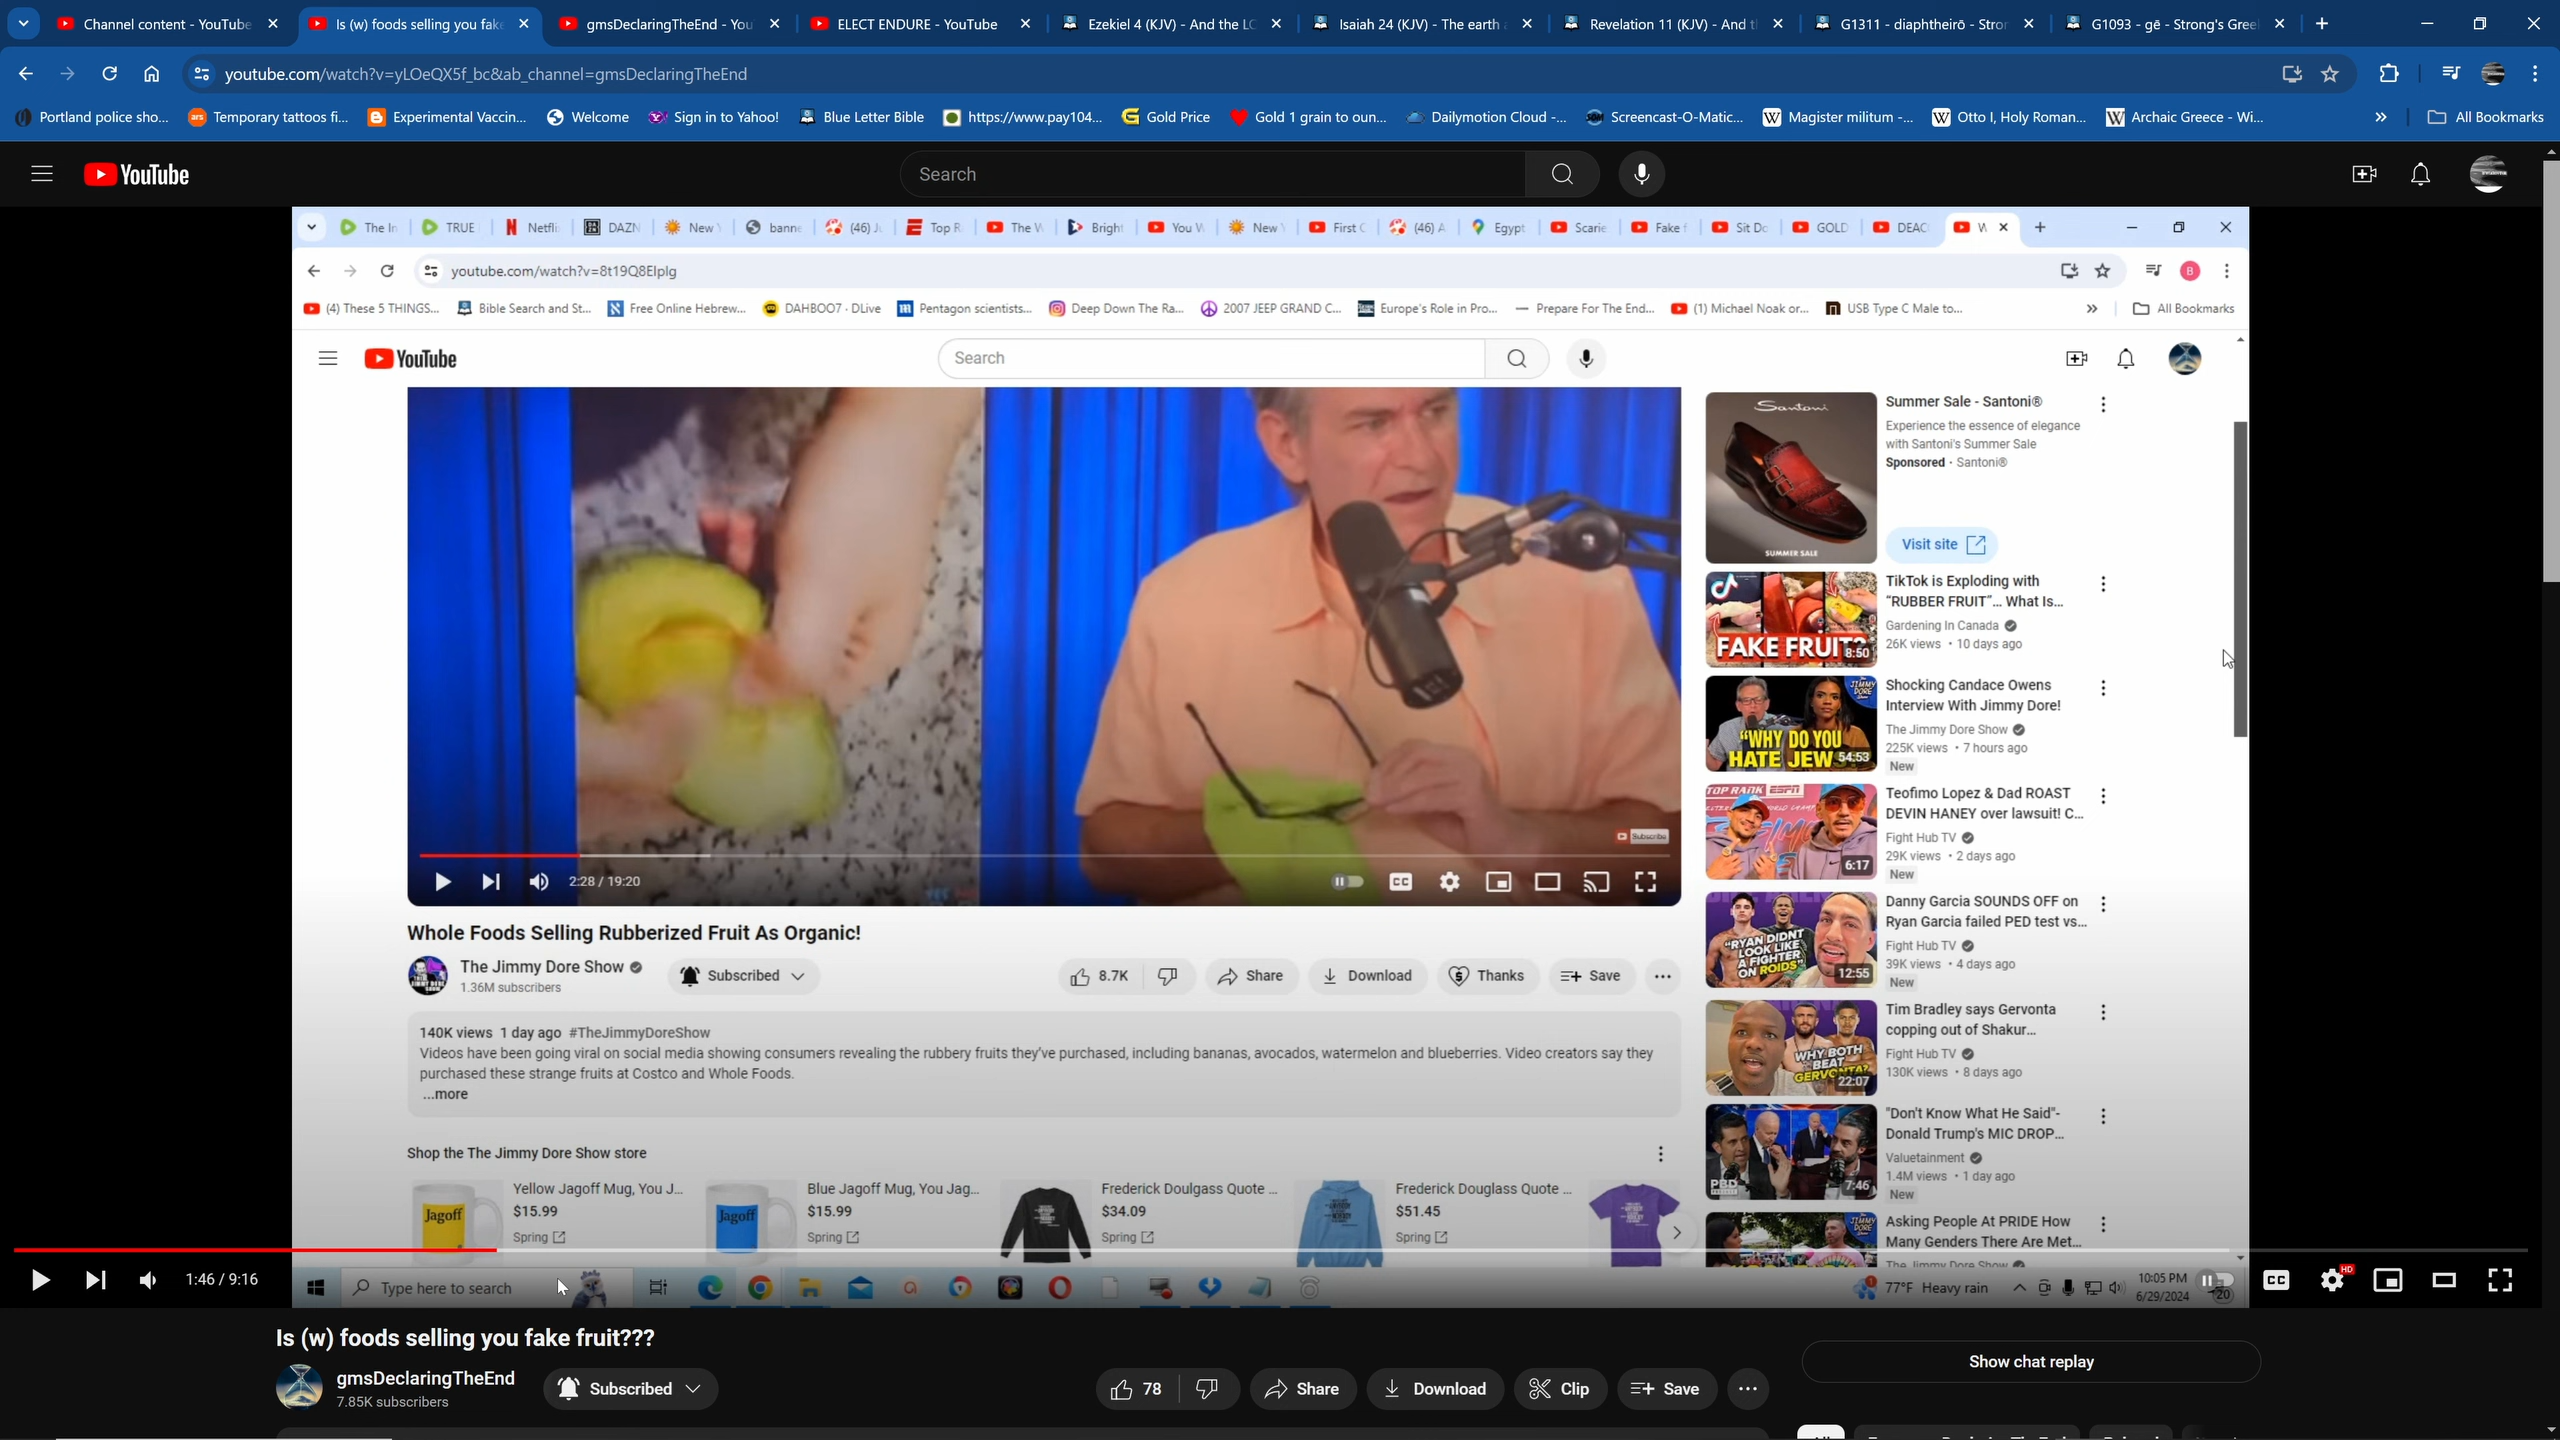 Channel content - YouTube
Is (w) foods selling you fake
gmsDeclaringTheEnd - You
ELECT ENDURE - YouTube
Ezekiel 4 (KJV) - And the LO
Isaiah 24 (KJV) - The earth
Revelation 11 (KJV) - And t
G1311 - diaphtheirō - Stron
G1093 - gē - Strong's Gree
youtube.com/watch?v=yLOeQX5f_bc&ab_channel=gmsDeclaringTheEnd
Portland police sho...
Temporary tattoos fi...
Experimental Vaccin...
Welcome
Sign in to Yahoo!
Blue Letter Bible
https://www.pay104...
Gold Price
Gold 1 grain to oun...
Dailymotion Cloud -...
Screencast-O-Matic...
Magister militum -...
Otto I, Holy Roman...
Archaic Greece - Wi...
All Bookmarks
YouTube
Search
The In
TRUE
Netfli
DAZN
New
banne
(46)
Top R
The V
Bright
You V
New
First C
(46) A
Egypt
Scarie
Fake f
Sit Do
GOLD
DEAC
youtube.com/watch?v=8t19Q8Elplg
(4) These 5 THINGS...
Bible Search and St...
Free Online Hebrew...
DAHBOO7 - DLive
Pentagon scientists...
Deep Down The Ra...
2007 JEEP GRAND C...
Europe's Role in Pro...
Prepare For The End...
(1) Michael Noak or...
USB Type C Male to...
All Bookmarks
YouTube
Search
Santoni
SUMMER SALE
Summer Sale - Santoni®
Experience the essence of elegance
with Santoni's Summer Sale
Sponsored · Santoni®
Visit site
FAKE FRUIT?
8:50
TikTok is Exploding with
"RUBBER FRUIT"... What Is...
Gardening In Canada
26K views • 10 days ago
"WHY DO YOU
HATE JEW
54:53
Shocking Candace Owens
Interview With Jimmy Dore!
The Jimmy Dore Show
225K views • 7 hours ago
New
TOP RANK ESPN
6:17
Teofimo Lopez & Dad ROAST
DEVIN HANEY over lawsuit! C...
Fight Hub TV
29K views • 2 days ago
New
"RYAN DIDNT
LOOK LIKE
A FIGHTER
ON ROIDS"
12:55
Danny Garcia SOUNDS OFF on
Ryan Garcia failed PED test vs...
Fight Hub TV
39K views • 4 days ago
New
WHY BOTH
BEAT
GERVONTA?
22:07
Tim Bradley says Gervonta
copping out of Shakur...
Fight Hub TV
130K views • 8 days ago
PBD
7:46
"Don't Know What He Said"-
Donald Trump's MIC DROP...
Valuetainment
1.4M views • 1 day ago
New
Asking People At PRIDE How
Many Genders There Are Met...
The Jimmy Dore Show
Subscribe
2:28 / 19:20
Whole Foods Selling Rubberized Fruit As Organic!
The Jimmy Dore Show
1.36M subscribers
Subscribed
8.7K
Share
Download
Thanks
Save
140K views 1 day ago #TheJimmyDoreShow
Videos have been going viral on social media showing consumers revealing the rubbery fruits they've purchased, including bananas, avocados, watermelon and blueberries. Video creators say they
purchased these strange fruits at Costco and Whole Foods.
...more
Shop the The Jimmy Dore Show store
Jagoff
Yellow Jagoff Mug, You J...
$15.99
Spring
Jagoff
Blue Jagoff Mug, You Jag...
$15.99
Spring
Frederick Doulgass Quote ...
$34.09
Spring
Frederick Douglass Quote ...
$51.45
Spring
Type here to search
77°F Heavy rain
10:05 PM
6/29/2024
20
1:46 / 9:16
CC
HD
Is (w) foods selling you fake fruit???
gmsDeclaringTheEnd
7.85K subscribers
Subscribed
78
Share
Download
Clip
Save
Show chat replay